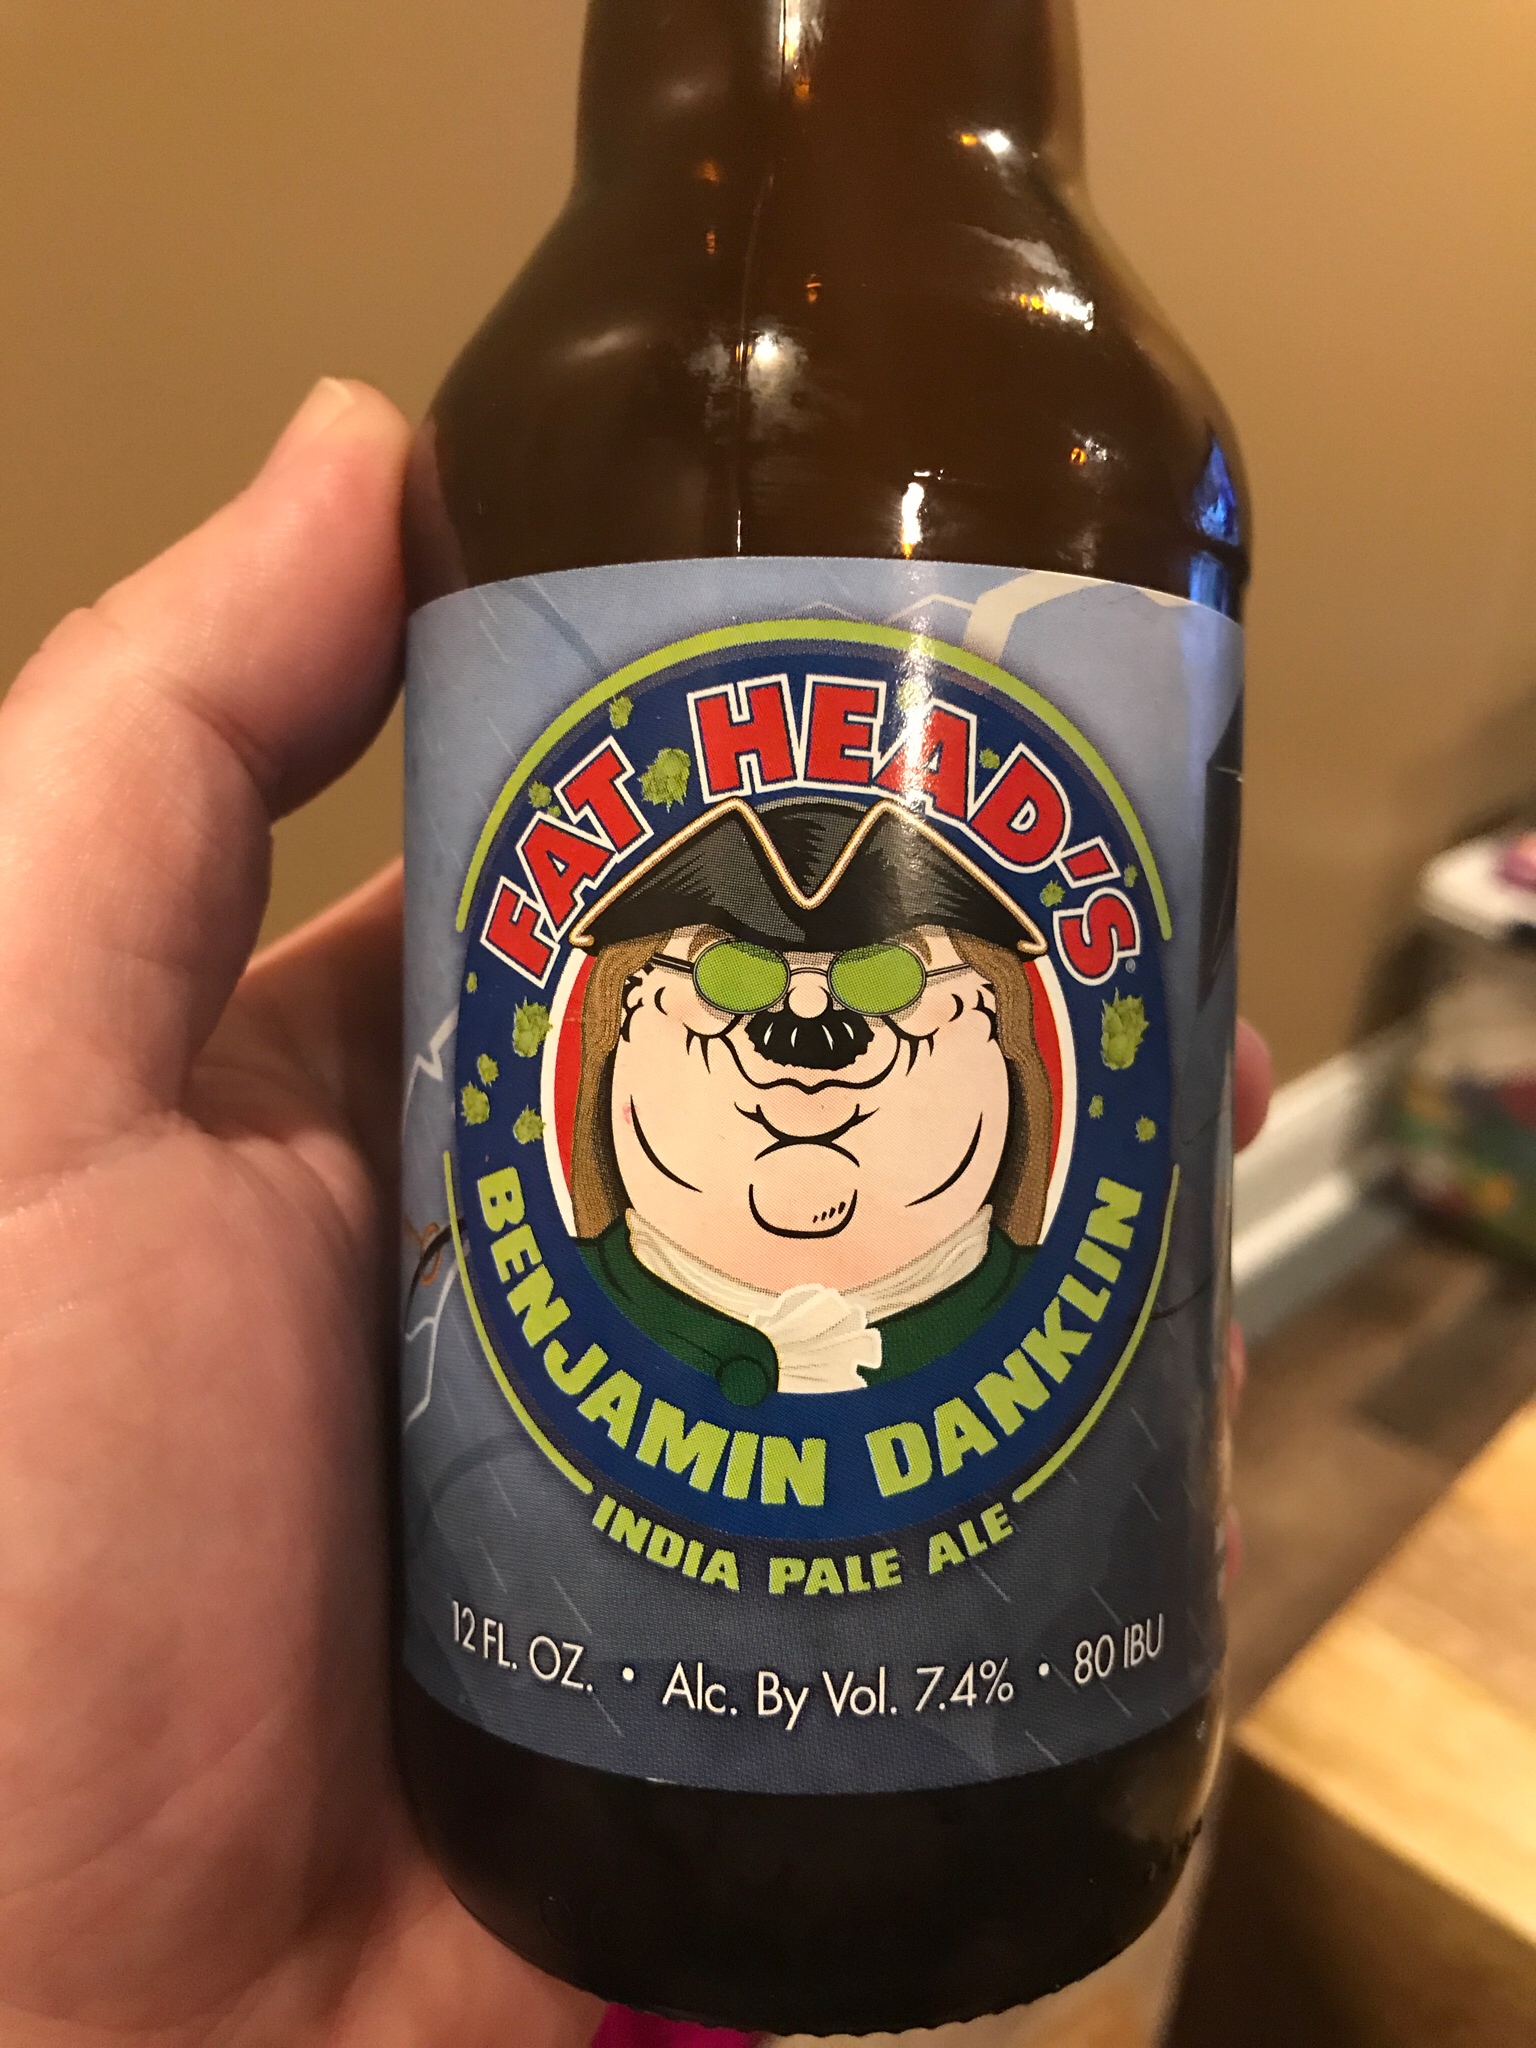 FAT HEAD'S
BENJAMIN DANKLIN
INDIA PALE ALE
12 FL. OZ. • Alc. By Vol. 7.4% • 80 IBU